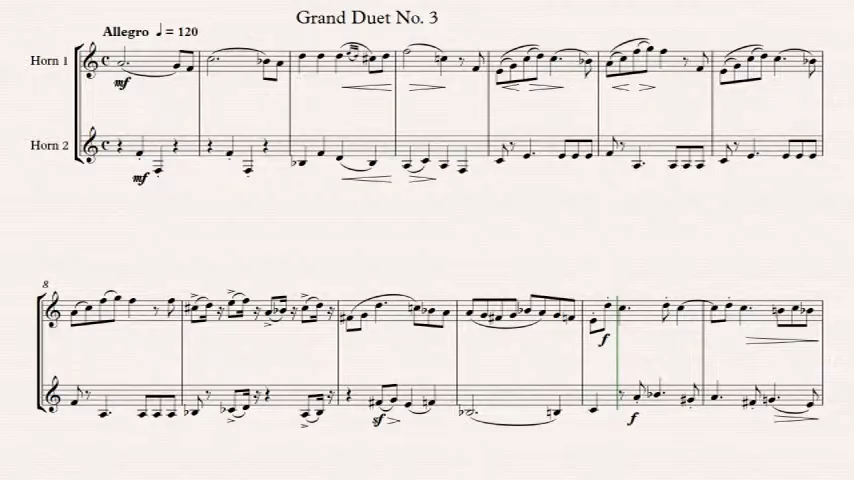 Grand Duet No. 3
Allegro ♩ = 120
Horn 1
mf
Horn 2
mf
8
f
sf
f